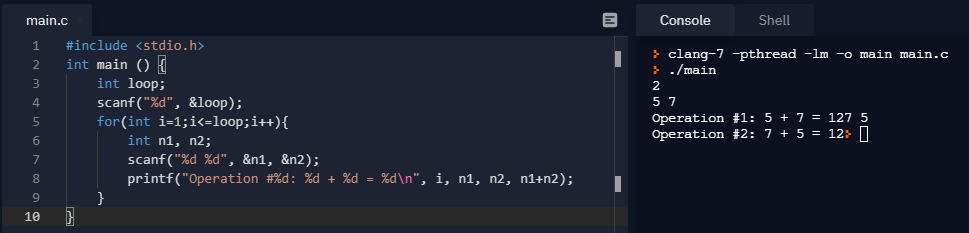 main.c
1 #include <stdio.h>
2 int main () {
3 int loop;
4 scanf("%d", &loop);
5 for(int i=1;i<=loop;i++){
6 int n1, n2;
7 scanf("%d %d", &n1, &n2);
8 printf("Operation #%d: %d + %d = %d\n", i, n1, n2, n1+n2);
9 }
10 }
Console Shell
clang-7 -pthread -lm -o main main.c
./main
2
5 7
Operation #1: 5 + 7 = 127 5
Operation #2: 7 + 5 = 12